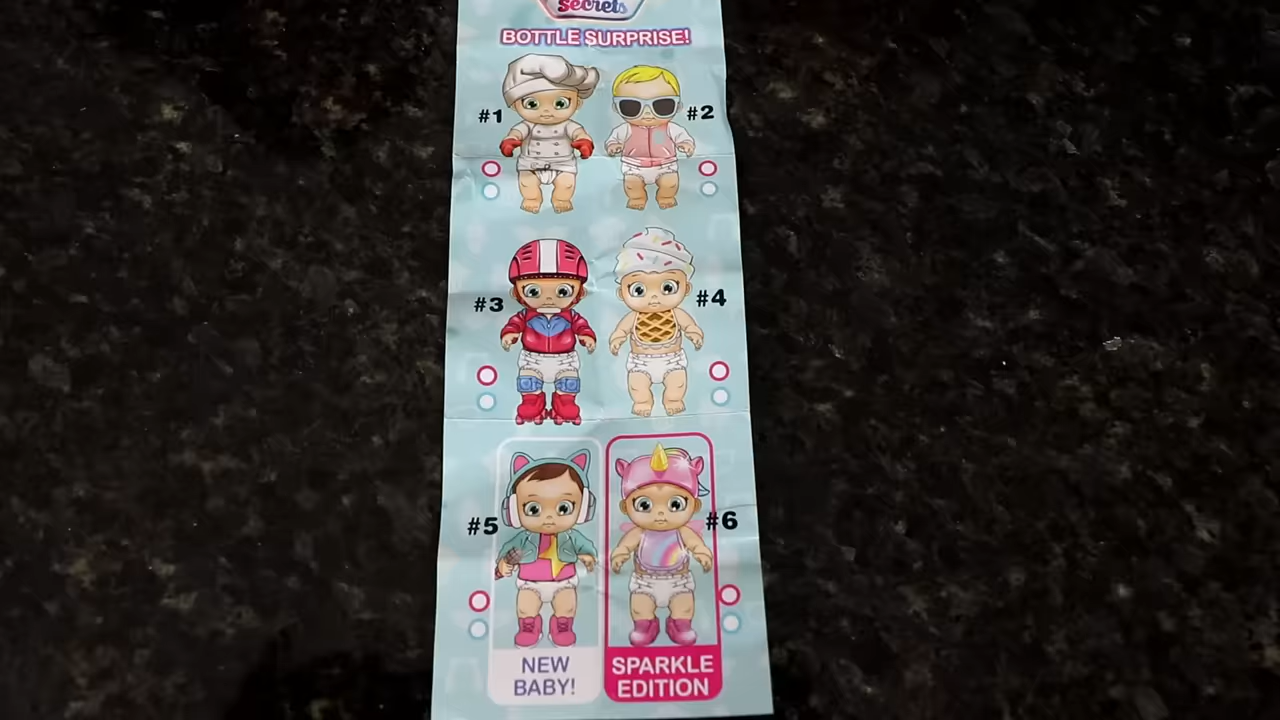 secrets
BOTTLE SURPRISE!
#1
#2
#3
#4
#5
#6
NEW
BABY!
SPARKLE
EDITION